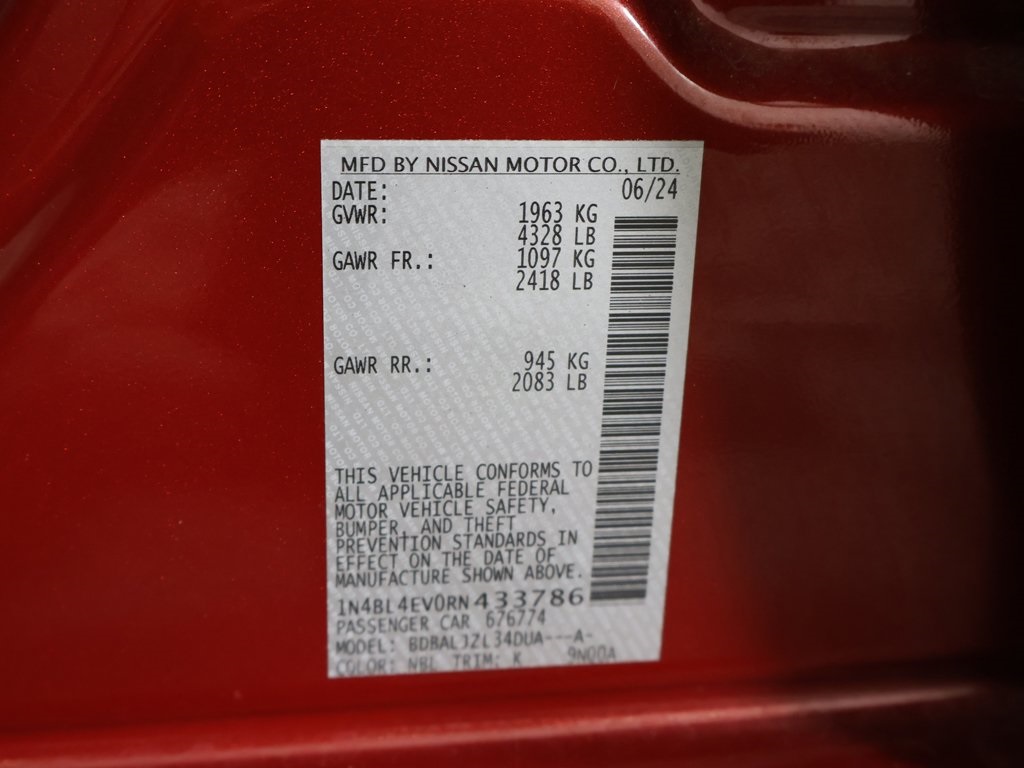 MFD BY NISSAN MOTOR CO., LTD.
DATE: 06/24
GVWR: 1963 KG
4328 LB
GAWR FR.: 1097 KG
2418 LB
GAWR RR.: 945 KG
2083 LB
THIS VEHICLE CONFORMS TO
ALL APPLICABLE FEDERAL
MOTOR VEHICLE SAFETY,
BUMPER, AND THEFT
PREVENTION STANDARDS IN
EFFECT ON THE DATE OF
MANUFACTURE SHOWN ABOVE.
1N4BL4EV0RN433786
PASSENGER CAR 676774
MODEL:
COLOR: NBL TRIM: K